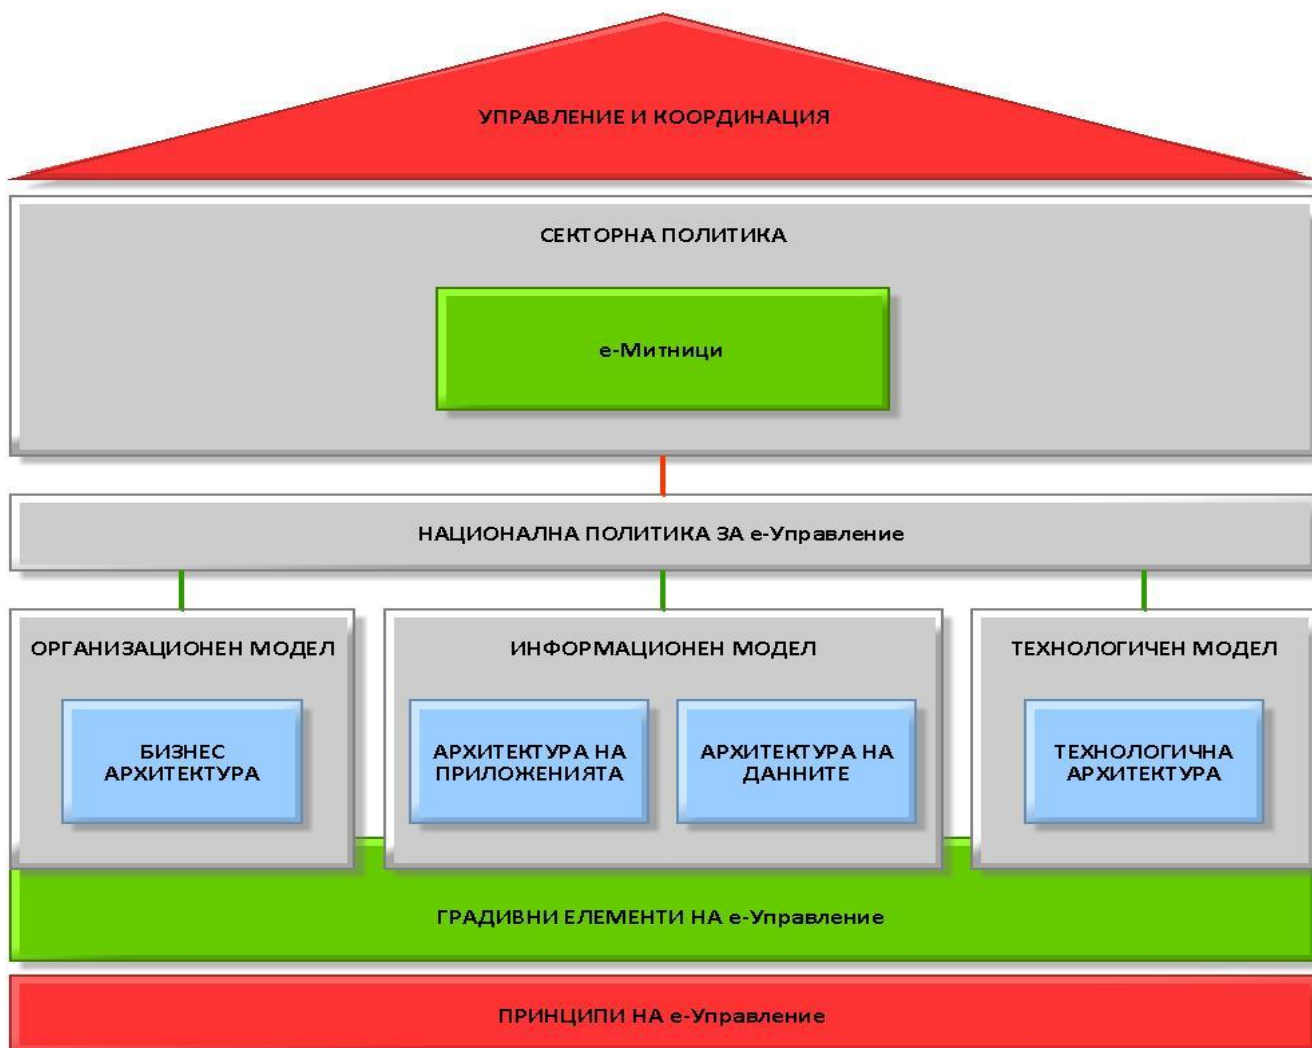 УПРАВЛЕНИЕ И КООРДИНАЦИЯ
СЕКТОРНА ПОЛИТИКА
е-Митници
НАЦИОНАЛНА ПОЛИТИКА ЗА е-Управление
ОРГАНИЗАЦИОНЕН МОДЕЛ
БИЗНЕС
АРХИТЕКТУРА
ИНФОРМАЦИОНЕН МОДЕЛ
АРХИТЕКТУРА НА
ПРИЛОЖЕНИЯТА
АРХИТЕКТУРА НА
ДАННИТЕ
ТЕХНОЛОГИЧЕН МОДЕЛ
ТЕХНОЛОГИЧНА
АРХИТЕКТУРА
ГРАДИВНИ ЕЛЕМЕНТИ НА е-Управление
ПРИНЦИПИ НА е-Управление